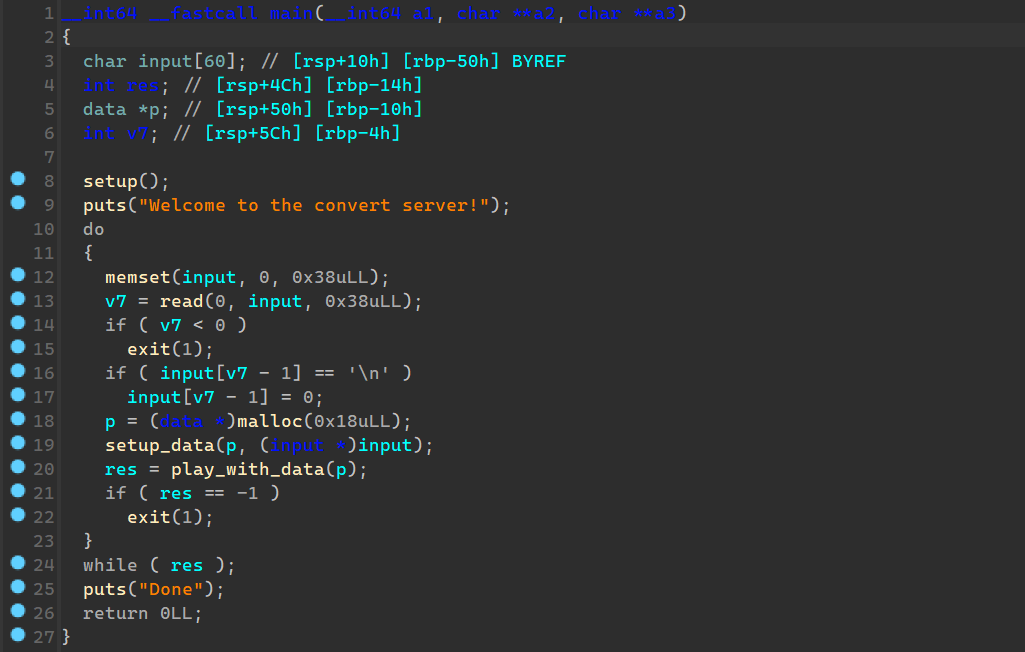 1 __int64 __fastcall main(__int64 a1, char **a2, char **a3)
2 {
3   char input[60]; // [rsp+10h] [rbp-50h] BYREF
4   int res; // [rsp+4Ch] [rbp-14h]
5   data *p; // [rsp+50h] [rbp-10h]
6   int v7; // [rsp+5Ch] [rbp-4h]
7
8   setup();
9   puts("Welcome to the convert server!");
10   do
11   {
12     memset(input, 0, 0x38uLL);
13     v7 = read(0, input, 0x38uLL);
14     if ( v7 < 0 )
15       exit(1);
16     if ( input[v7 - 1] == '\n' )
17       input[v7 - 1] = 0;
18     p = (data *)malloc(0x18uLL);
19     setup_data(p, (input *)input);
20     res = play_with_data(p);
21     if ( res == -1 )
22       exit(1);
23   }
24   while ( res );
25   puts("Done");
26   return 0LL;
27 }